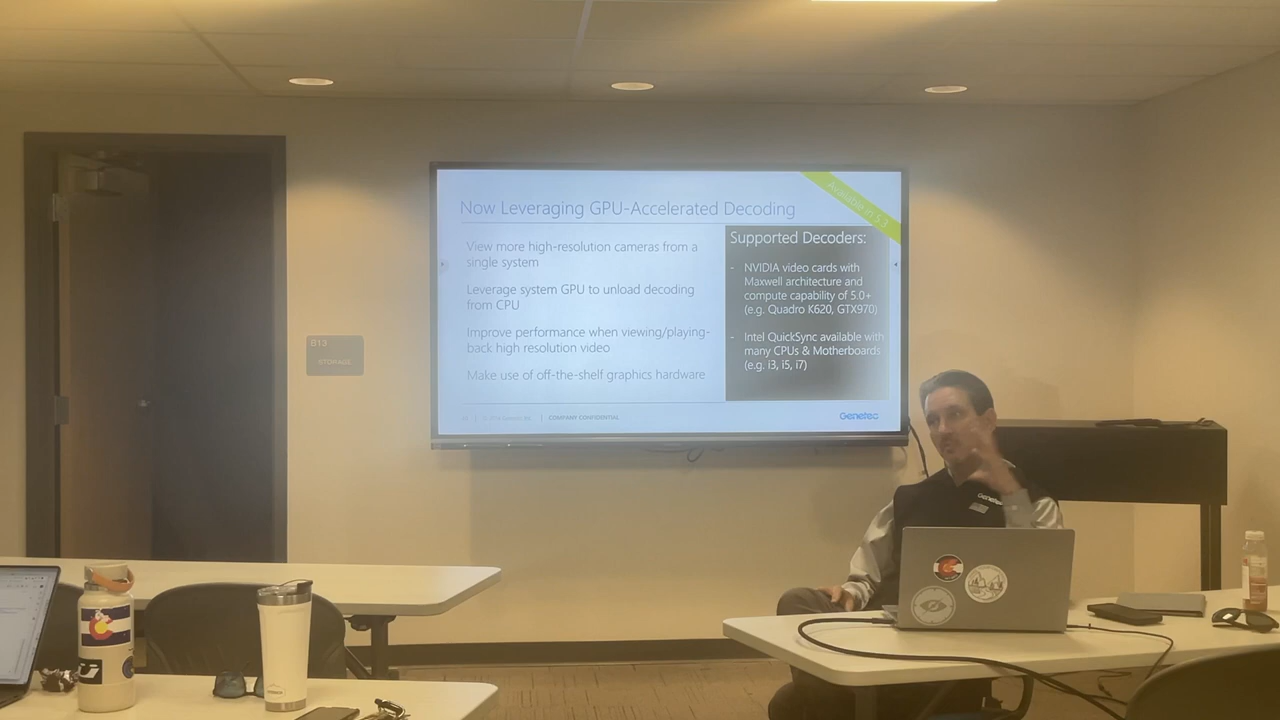 Available in 5.3
Now Leveraging GPU-Accelerated Decoding
View more high-resolution cameras from a
single system
Leverage system GPU to unload decoding
from CPU
Improve performance when viewing/playing-
back high resolution video
Make use of off-the-shelf graphics hardware
Supported Decoders:
- NVIDIA video cards with
Maxwell architecture and
compute capability of 5.0+
(e.g. Quadro K620, GTX970)
- Intel QuickSync available with
many CPUs & Motherboards
(e.g. i3, i5, i7)
COMPANY CONFIDENTIAL
Genetec
B13
STORAGE
Genetec